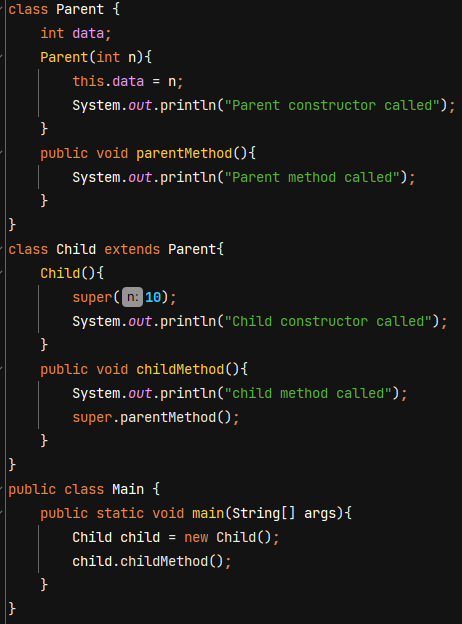 class Parent {
    int data;
    Parent(int n){
        this.data = n;
        System.out.println("Parent constructor called");
    }
    public void parentMethod(){
        System.out.println("Parent method called");
    }
}
class Child extends Parent{
    Child(){
        super( n: 10);
        System.out.println("Child constructor called");
    }
    public void childMethod(){
        System.out.println("child method called");
        super.parentMethod();
    }
}
public class Main {
    public static void main(String[] args){
        Child child = new Child();
        child.childMethod();
    }
}